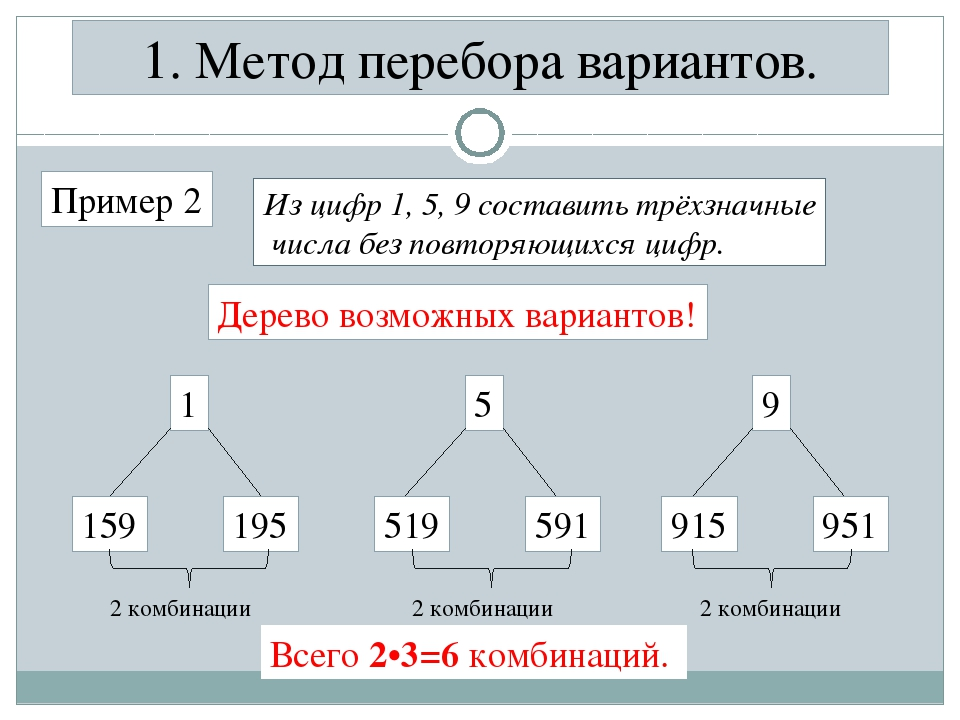 1. Метод перебора вариантов.
Пример 2
Из цифр 1, 5, 9 составить трёхзначные
числа без повторяющихся цифр.
Дерево возможных вариантов!
1 5 9
159 195 519 591 915 951
2 комбинации 2 комбинации 2 комбинации
Всего 2•3=6 комбинаций.